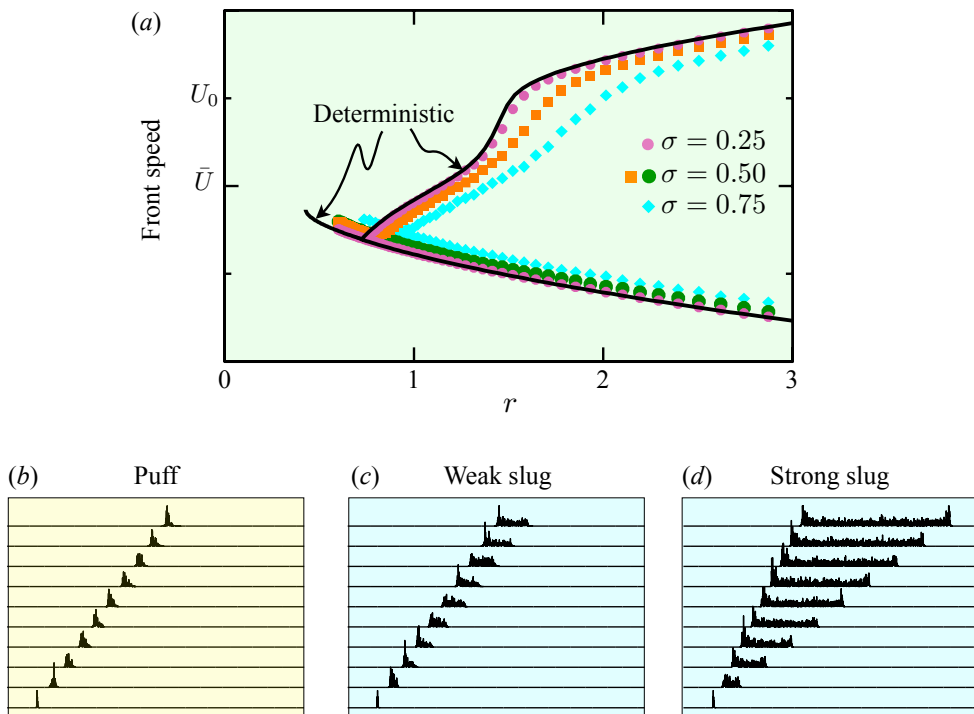 (a)
Front speed
U₀
Ū
Deterministic
σ = 0.25
σ = 0.50
σ = 0.75
0 1 2 3
r
(b) Puff (c) Weak slug (d) Strong slug